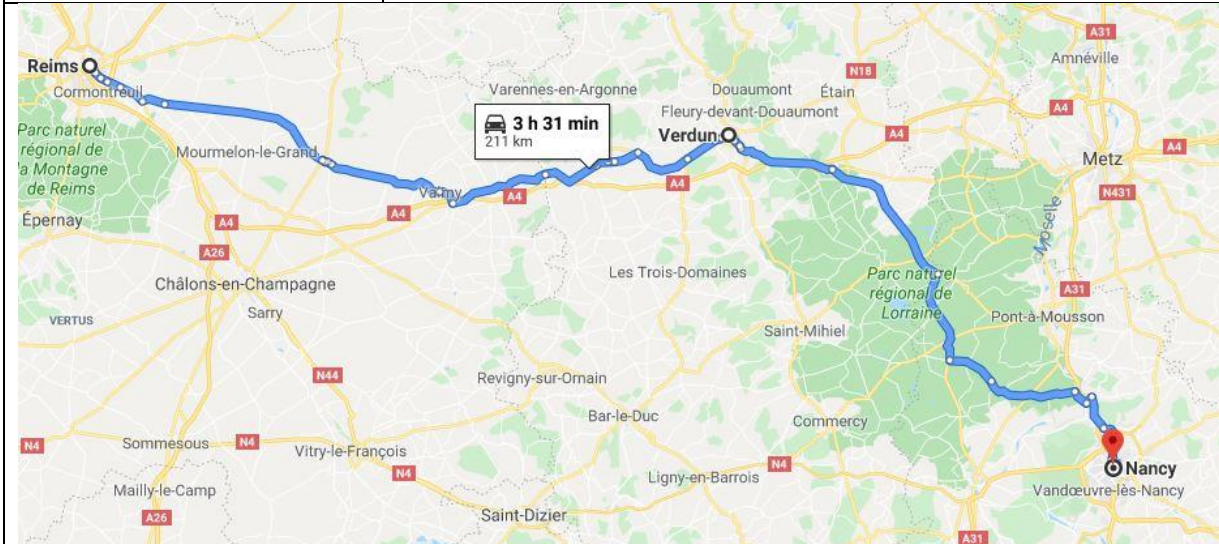 A31
Amnéville
Reims
N18
Cormontreuil
Varennes-en-Argonne
Douaumont
Étain
3 h 31 min
211 km
Fleury-devant-Douaumont
A4
Verdun
A4
A4
Parc naturel
régional de
la Montagne
de Reims
Mourmelon-le-Grand
Metz
A4
N431
Valmy
A4
A4
Épernay
A4
Moselle
A26
Les Trois-Domaines
Parc naturel
régional de
Lorraine
Châlons-en-Champagne
A31
Sarry
VERTUS
Saint-Mihiel
Pont-à-Mousson
N44
Revigny-sur-Ornain
Bar-le-Duc
Commercy
N4
Sommesous
N4
Vitry-le-François
N4
Ligny-en-Barrois
N4
Nancy
Mailly-le-Camp
Vandœuvre-lès-Nancy
A26
Saint-Dizier
A31